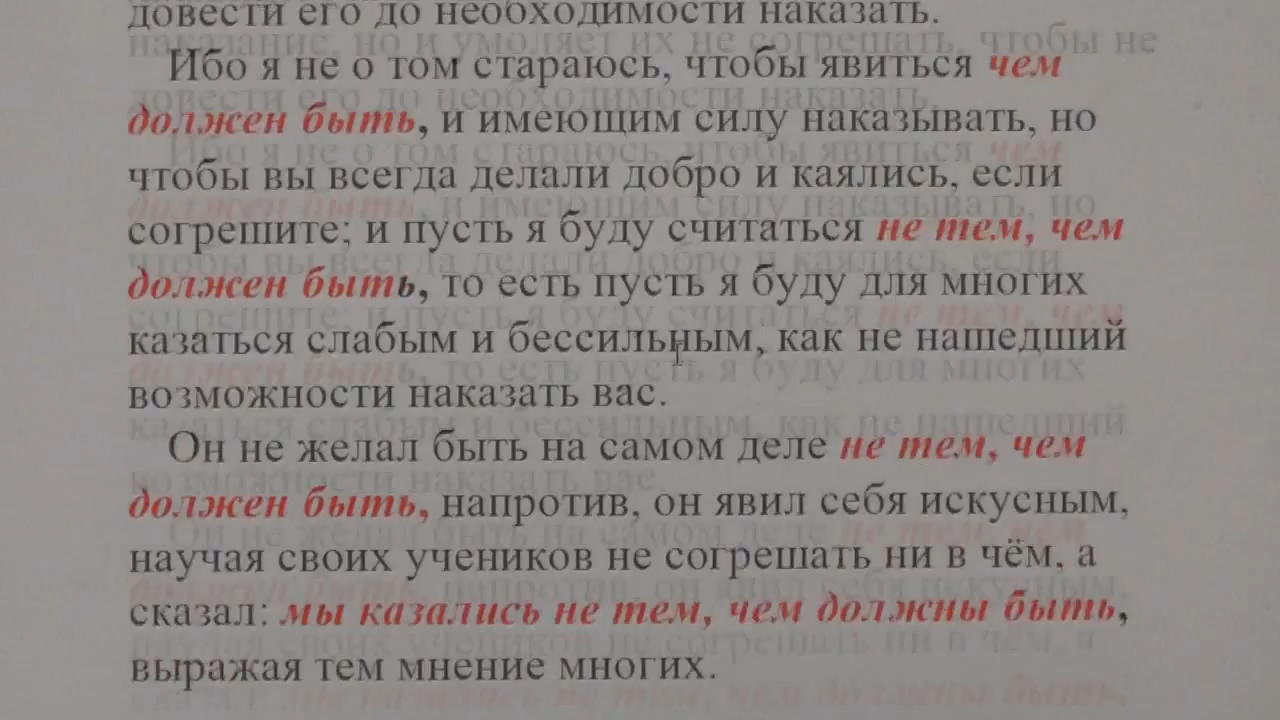 довести его до необходимости наказать.
Ибо я не о том стараюсь, чтобы явиться чем
должен быть, и имеющим силу наказывать, но
чтобы вы всегда делали добро и каялись, если
согрешите; и пусть я буду считаться не тем, чем
должен быть, то есть пусть я буду для многих
казаться слабым и бессильным, как не нашедший
возможности наказать вас.
Он не желал быть на самом деле не тем, чем
должен быть, напротив, он явил себя искусным,
научая своих учеников не согрешать ни в чём, а
сказал: мы казались не тем, чем должны быть,
выражая тем мнение многих.